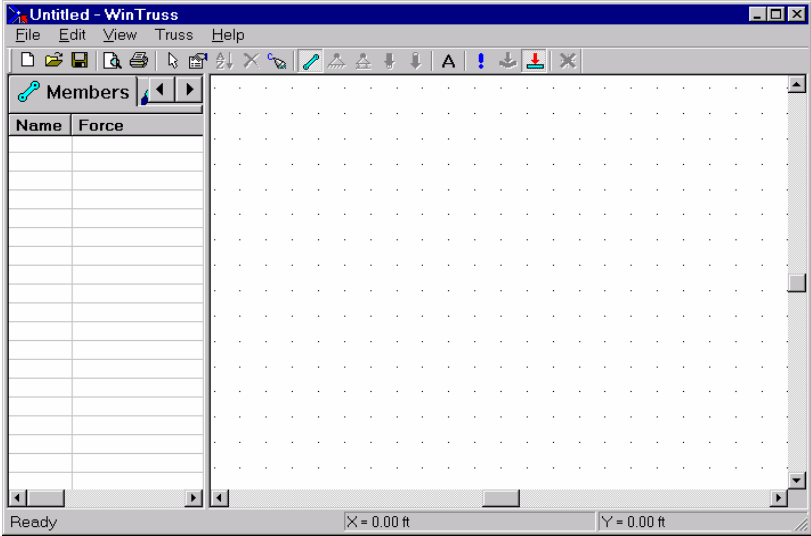 Untitled - WinTruss
File Edit View Truss Help
A !
Members
Name Force
Ready X = 0.00 ft Y = 0.00 ft